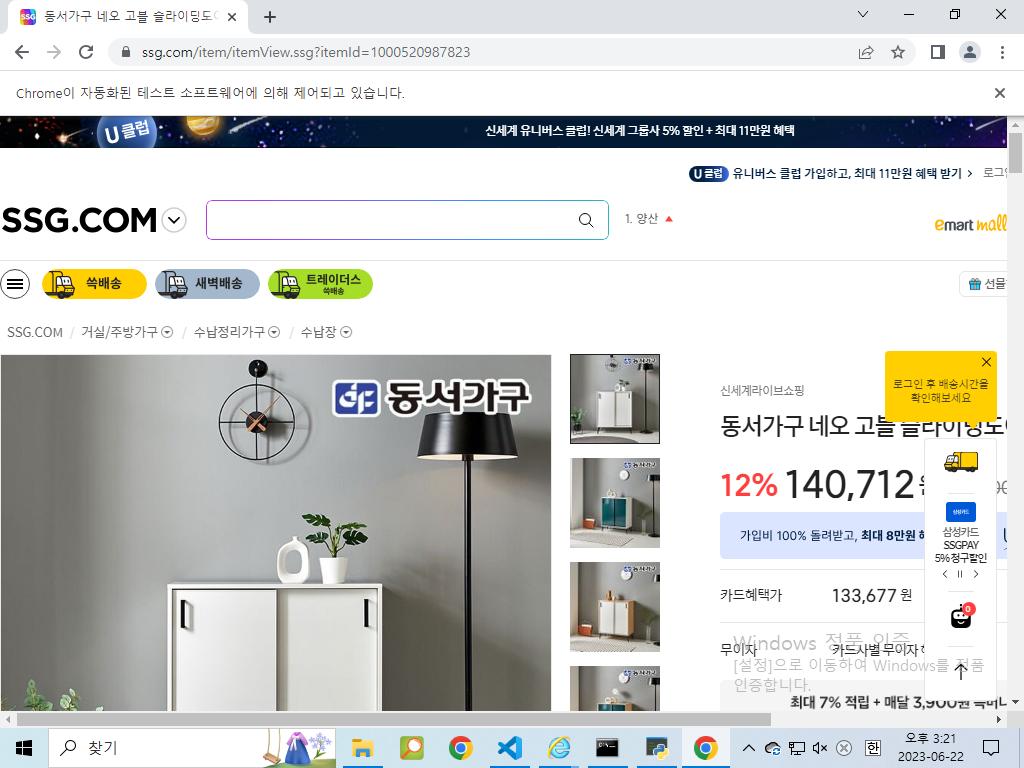 동서가구 네오 고블 슬라이딩도어
ssg.com/item/itemView.ssg?itemId=1000520987823
Chrome이 자동화된 테스트 소프트웨어에 의해 제어되고 있습니다.
U 클럽
신세계 유니버스 클럽! 신세계 그룹사 5% 할인 + 최대 11만원 혜택
U 클럽 유니버스 클럽 가입하고, 최대 11만원 혜택 받기
SSG.COM
1. 양산
emart mall
쓱배송
새벽배송
트레이더스
쓱배송
선물
SSG.COM / 거실/주방가구 / 수납정리가구 / 수납장
동서가구
신세계라이브쇼핑
로그인 후 배송시간을
확인해보세요
동서가구 네오 고블 슬라이딩도어
12% 140,712
가입비 100% 돌려받고, 최대 8만원
삼성카드
삼성카드
SSGPAY
5% 청구할인
카드혜택가 133,677 원
0
무이자 카드사별 무이자
Windows 정품 인증
[설정]으로 이동하여 Windows를 정품
인증합니다.
최대 7% 적립 + 매달 3,900원
찾기
한
오후 3:21
2023-06-22